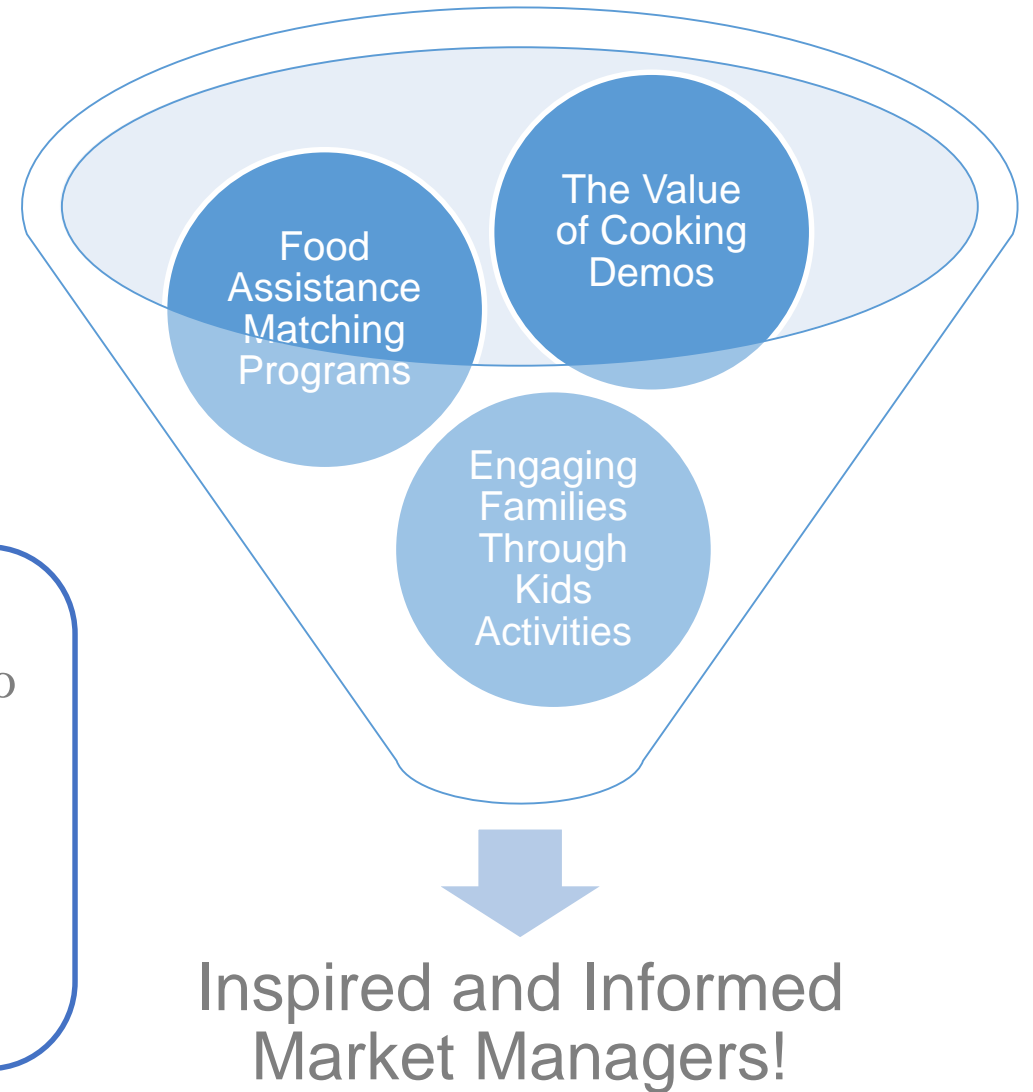 The Value
of Cooking
Demos
Food
Assistance
Matching
Programs
Engaging
Families
Through
Kids
Activities
Inspired and Informed
Market Managers!